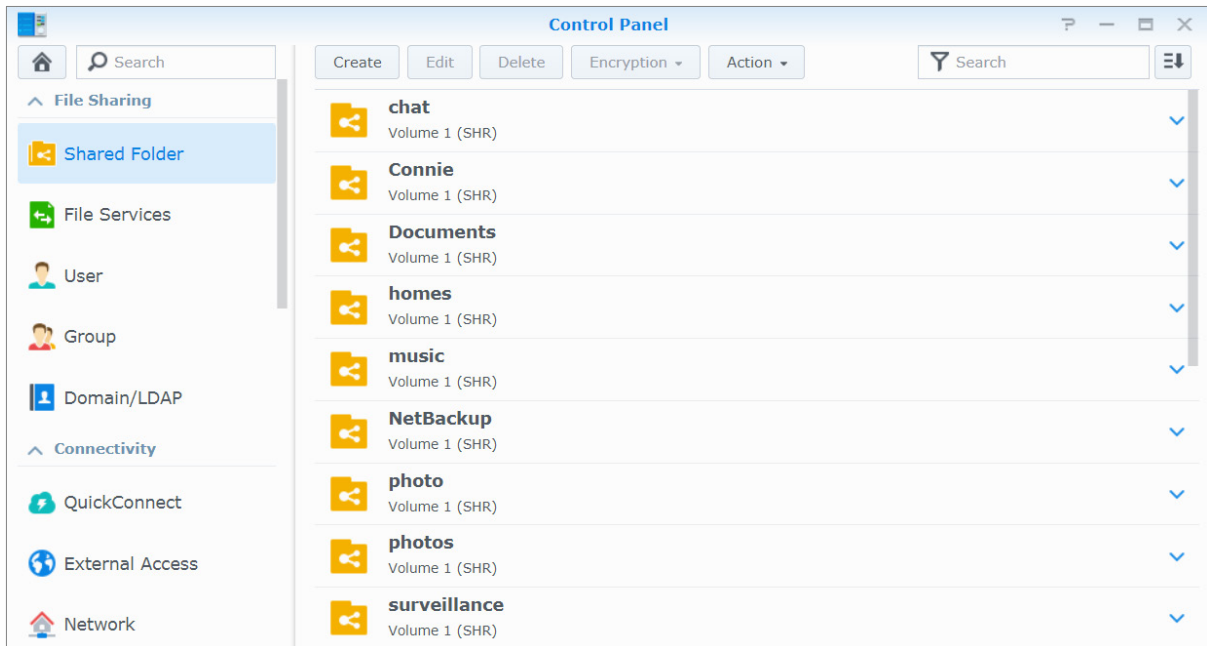 Control Panel
Search
File Sharing
Shared Folder
File Services
User
Group
Domain/LDAP
Connectivity
QuickConnect
External Access
Network
Create Edit Delete Encryption Action Search
chat
Volume 1 (SHR)
Connie
Volume 1 (SHR)
Documents
Volume 1 (SHR)
homes
Volume 1 (SHR)
music
Volume 1 (SHR)
NetBackup
Volume 1 (SHR)
photo
Volume 1 (SHR)
photos
Volume 1 (SHR)
surveillance
Volume 1 (SHR)